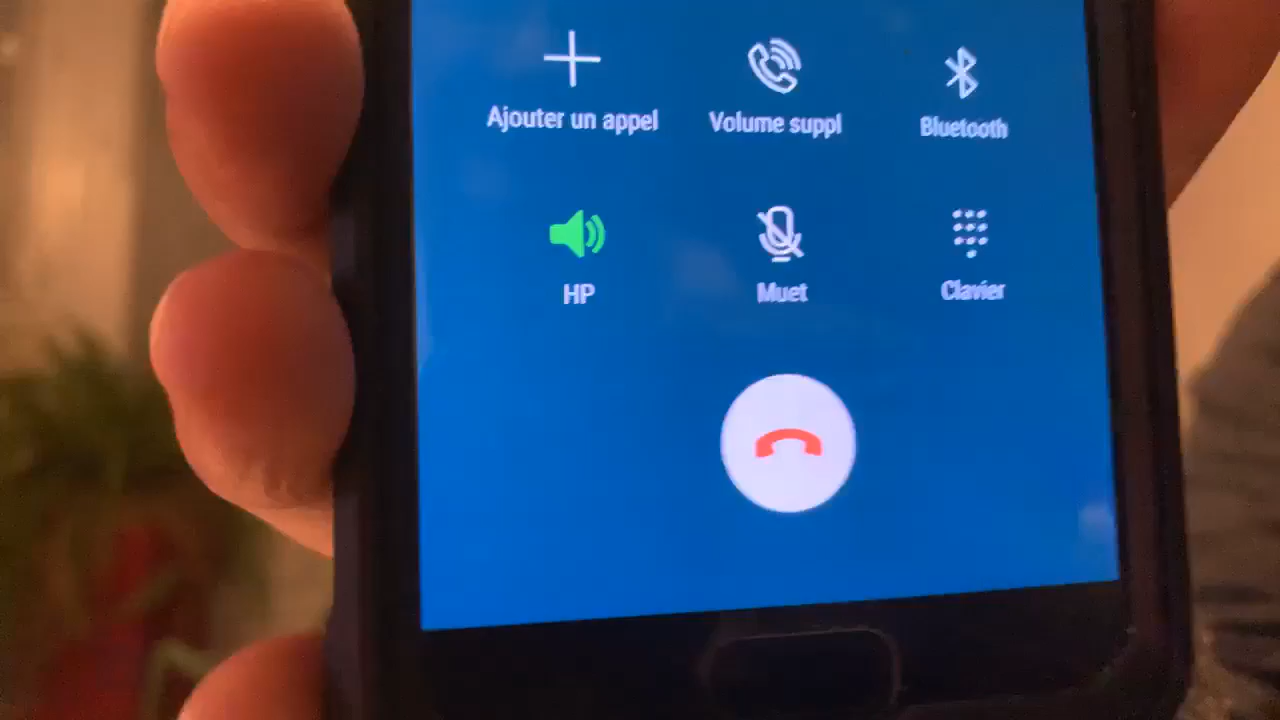 Ajouter un appel
Volume suppl
Bluetooth
HP
Muet
Clavier